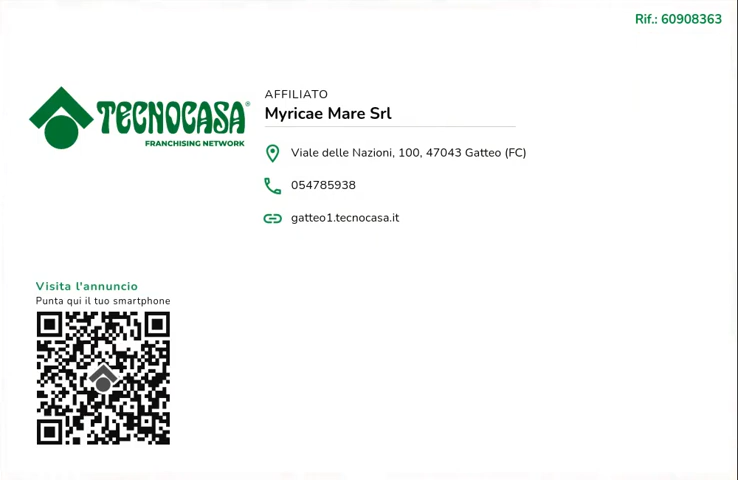 Rif.: 60908363
TECNOCASA®
FRANCHISING NETWORK
AFFILIATO
Myricae Mare Srl
Viale delle Nazioni, 100, 47043 Gatteo (FC)
054785938
gatteo1.tecnocasa.it
Visita l'annuncio
Punta qui il tuo smartphone